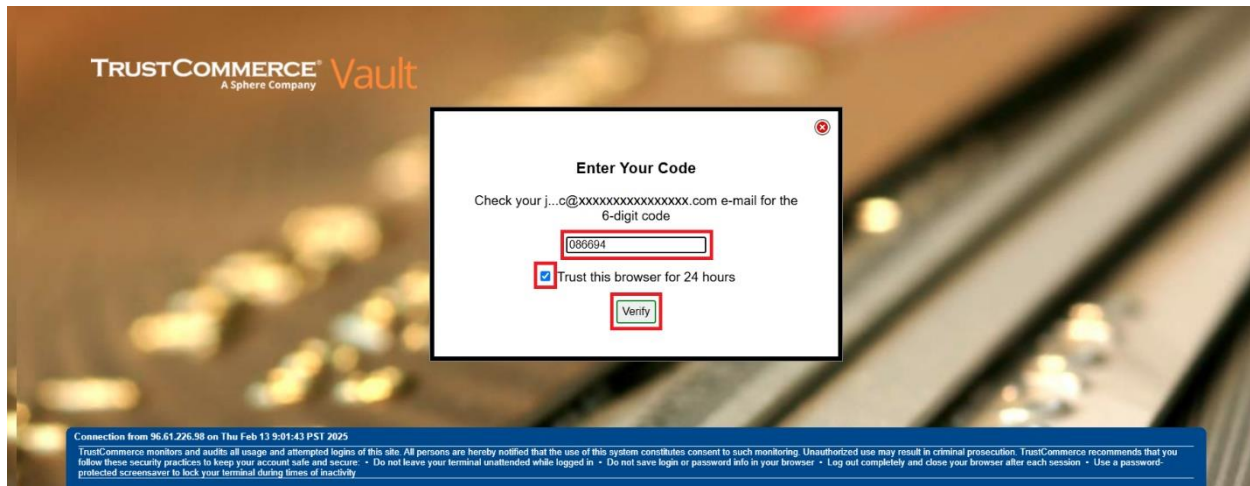 TRUSTCOMMERCE® Vault
A Sphere Company
Enter Your Code
Check your j...c@xxxxxxxxxxxxxxxx.com e-mail for the
6-digit code
086694
Trust this browser for 24 hours
Verify
Connection from 96.61.226.98 on Thu Feb 13 9:01:43 PST 2025
TrustCommerce monitors and audits all usage and attempted logins of this site. All persons are hereby notified that the use of this system constitutes consent to such monitoring. Unauthorized use may result in criminal prosecution. TrustCommerce recommends that you
follow these security practices to keep your account safe and secure: • Do not leave your terminal unattended while logged in • Do not save login or password info in your browser • Log out completely and close your browser after each session • Use a password-
protected screensaver to lock your terminal during times of inactivity